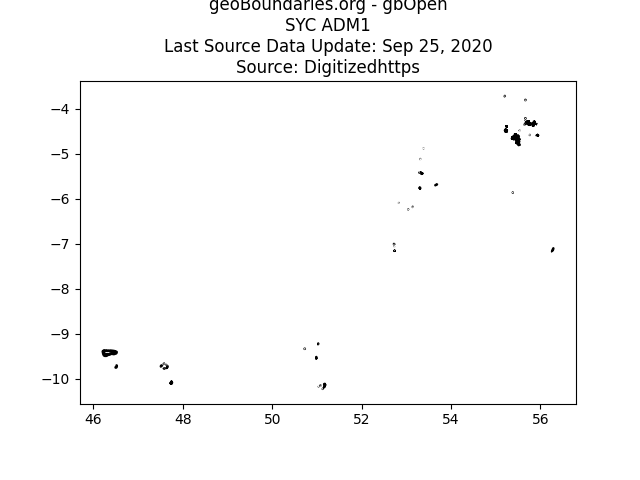 geoBoundaries.org - gbOpen
SYC ADM1
Last Source Data Update: Sep 25, 2020
Source: Digitizedhttps
−4
−5
−6
−7
−8
−9
−10
46 48 50 52 54 56